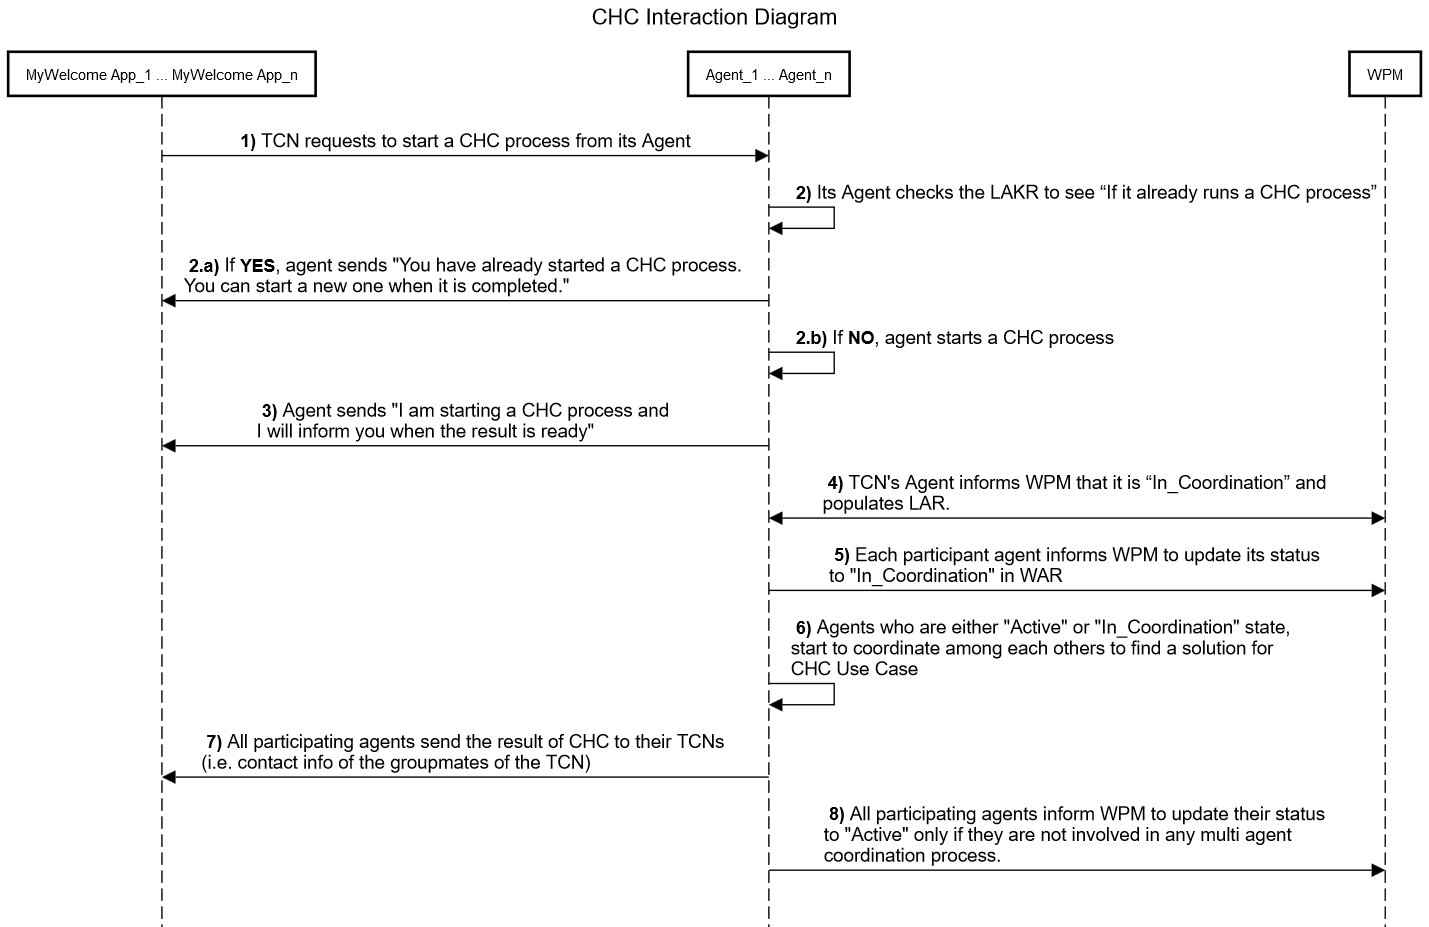 CHC Interaction Diagram
MyWelcome App_1 ... MyWelcome App_n
Agent_1 ... Agent_n
WPM
1) TCN requests to start a CHC process from its Agent
2) Its Agent checks the LAKR to see “If it already runs a CHC process”
2.a) If YES, agent sends "You have already started a CHC process.
You can start a new one when it is completed."
2.b) If NO, agent starts a CHC process
3) Agent sends "I am starting a CHC process and
I will inform you when the result is ready"
4) TCN's Agent informs WPM that it is “In_Coordination” and
populates LAR.
5) Each participant agent informs WPM to update its status
to "In_Coordination" in WAR
6) Agents who are either "Active" or "In_Coordination" state,
start to coordinate among each others to find a solution for
CHC Use Case
7) All participating agents send the result of CHC to their TCNs
(i.e. contact info of the groupmates of the TCN)
8) All participating agents inform WPM to update their status
to "Active" only if they are not involved in any multi agent
coordination process.